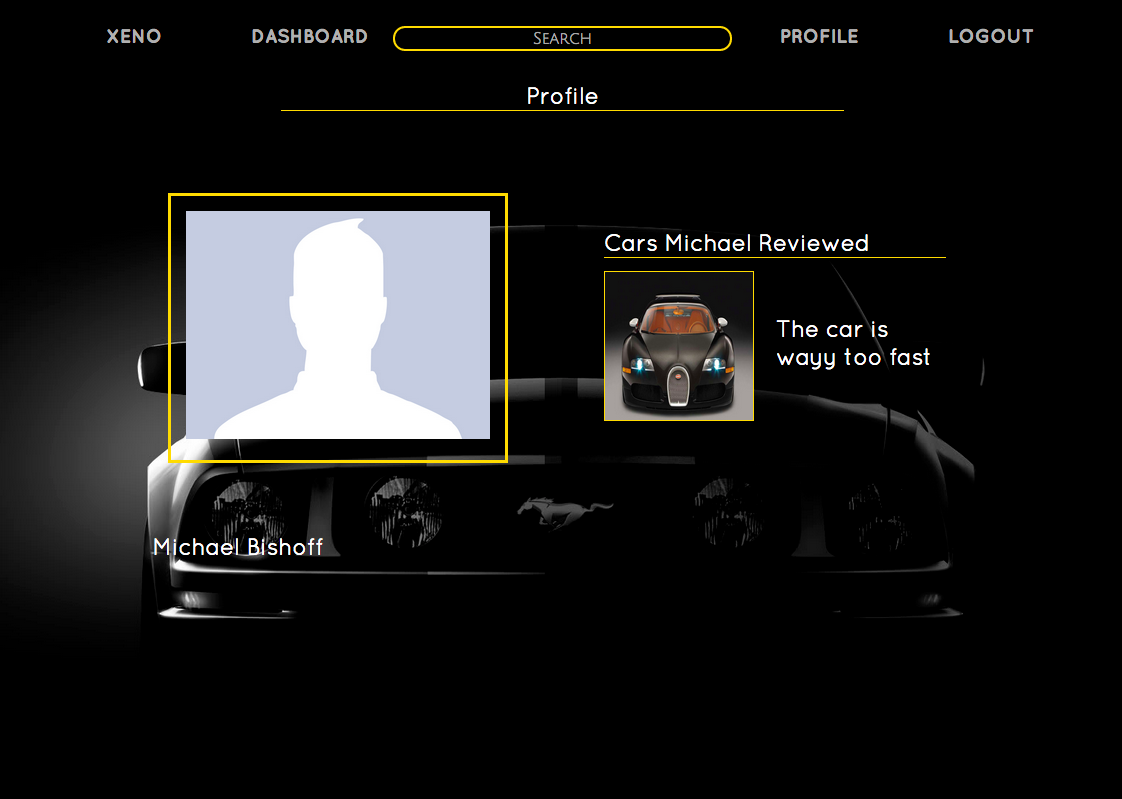 XENO DASHBOARD Search PROFILE LOGOUT
Profile
Cars Michael Reviewed
The car is
wayy too fast
Michael Bishoff